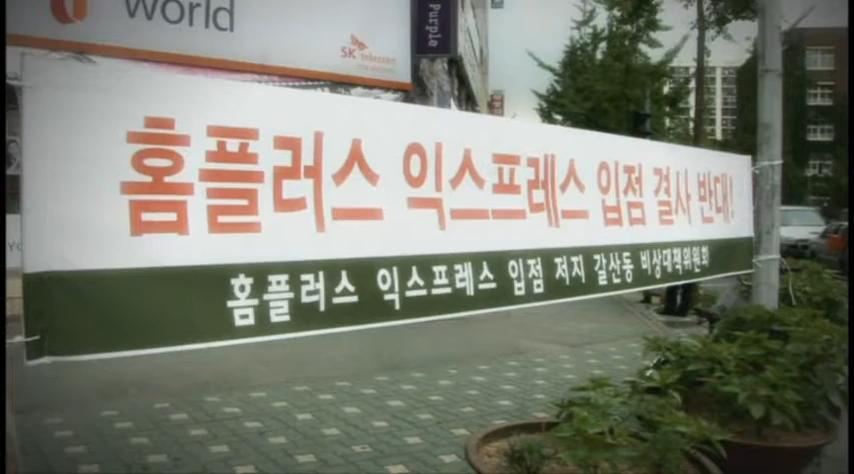 World
Purple
SK telecom
홈플러스 익스프레스 입점 결사 반대!
홈플러스 익스프레스 입점 저지 갈산동 비상대책위원회